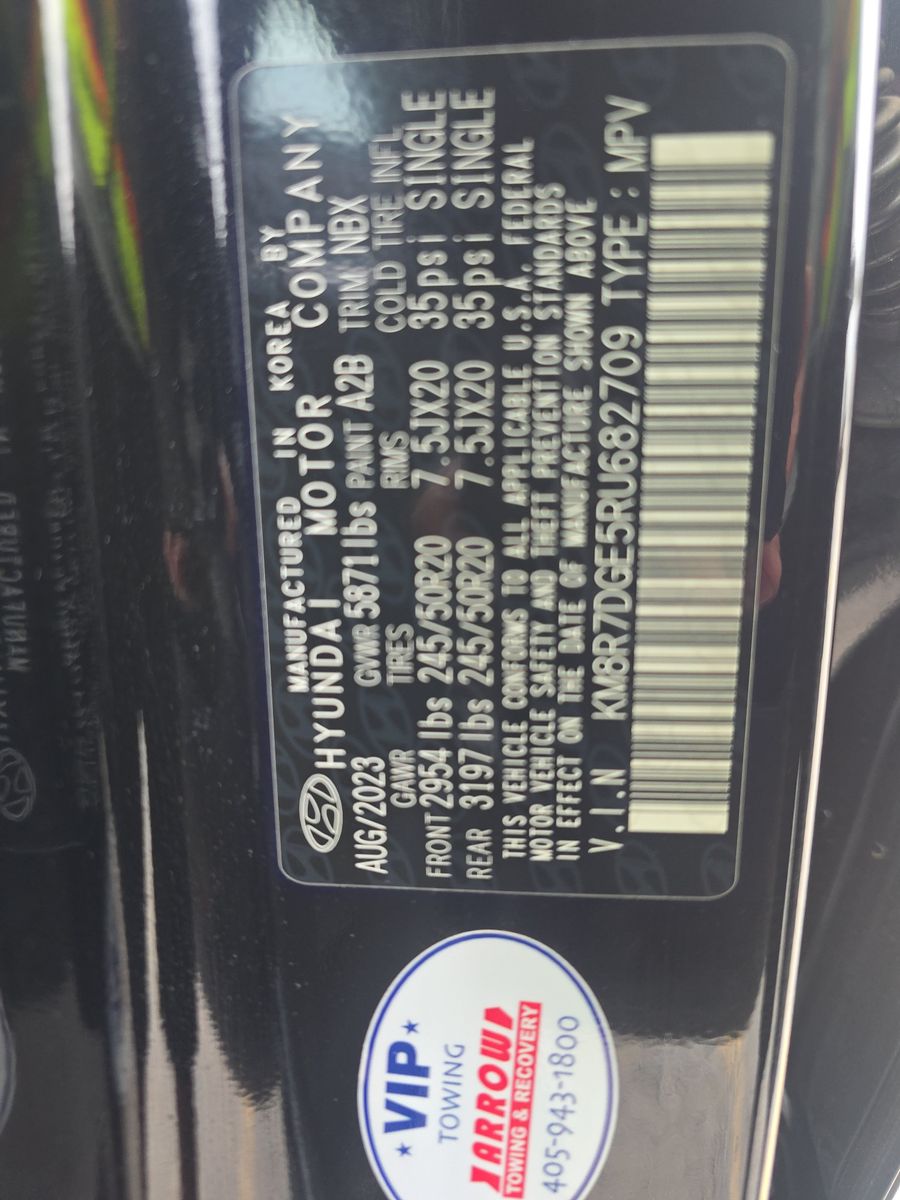 MANUFACTURED IN KOREA BY
HYUNDAI MOTOR COMPANY
AUG/2023 GVWR 5871lbs PAINT A2B TRIM NBX
GAWR TIRES RIMS COLD TIRE INFL
FRONT 2954 lbs 245/50R20 7.5JX20 35psi SINGLE
REAR 3197 lbs 245/50R20 7.5JX20 35psi SINGLE
THIS VEHICLE CONFORMS TO ALL APPLICABLE U.S.A. FEDERAL
MOTOR VEHICLE SAFETY AND THEFT PREVENTION STANDARDS
IN EFFECT ON THE DATE OF MANUFACTURE SHOWN ABOVE
V.I.N KM8R7DGE5RU682709 TYPE : MPV
VIP
TOWING
ARROW
TOWING & RECOVERY
405-943-1800